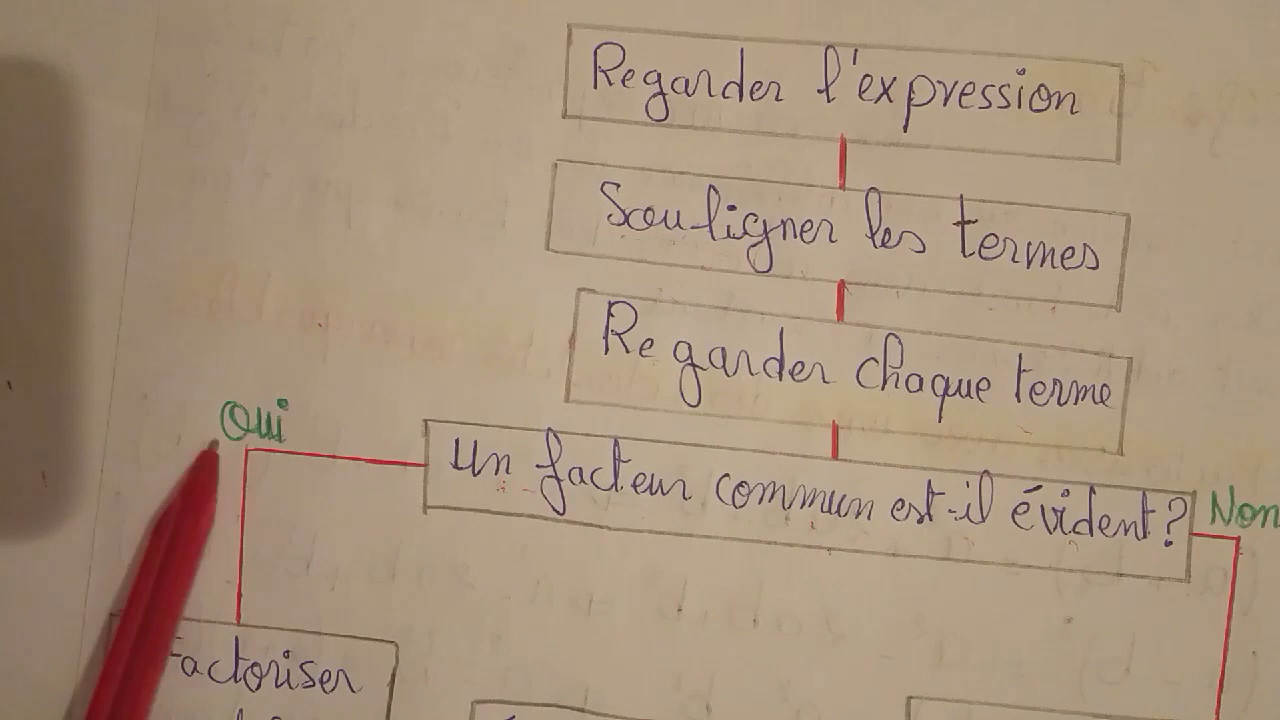 Regarder l'expression
Souligner les termes
Regarder chaque terme
Oui
Un facteur commun est-il évident ?
Non
Factoriser